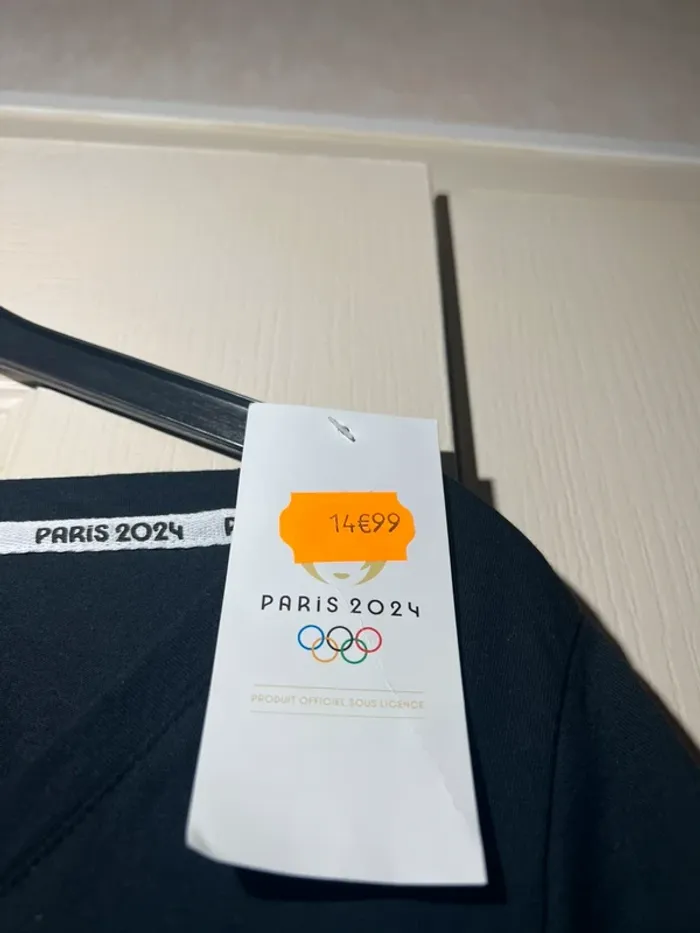 PARiS 2024
P
14€99
PARiS 2024
PRODUIT OFFICIEL SOUS LICENCE